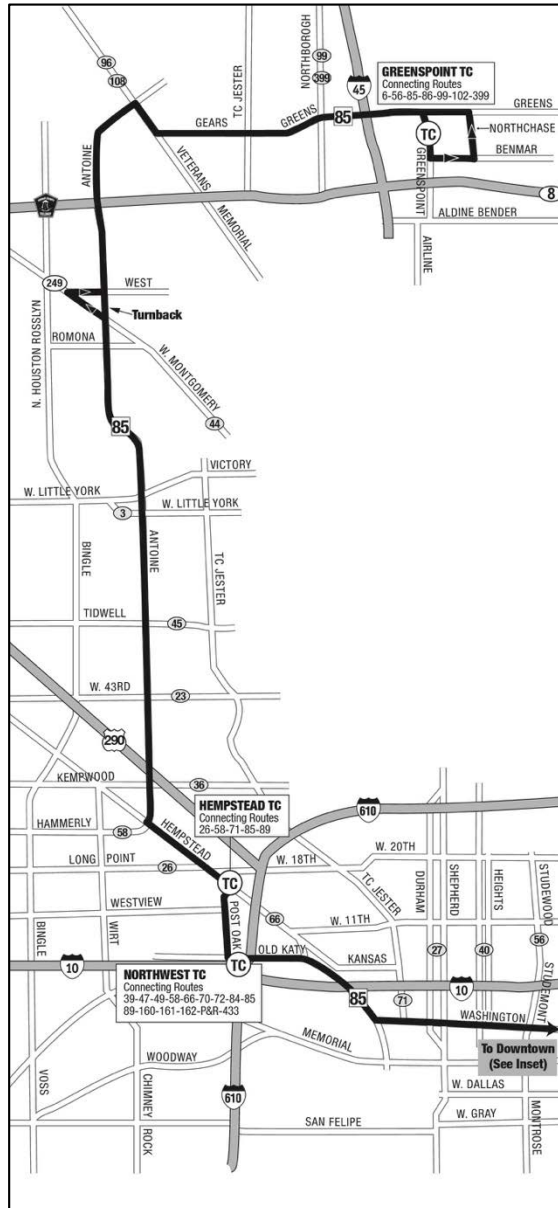 96
108
TC JESTER
NORTHBOROUGH
99
399
45
GREENSPOINT TC
Connecting Routes
6-56-85-86-99-102-399
GREENS
GEARS
GREENS
85
TC
NORTHCHASE
BENMAR
ANTOINE
VETERANS
MEMORIAL
GREENSPOINT
8
ALDINE BENDER
AIRLINE
249
WEST
Turnback
N. HOUSTON ROSSLYN
ROMONA
W. MONTGOMERY
44
85
VICTORY
W. LITTLE YORK
W. LITTLE YORK
3
BINGLE
ANTOINE
TC JESTER
TIDWELL
45
W. 43RD
23
290
KEMPWOOD
36
HEMPSTEAD TC
Connecting Routes
26-58-71-85-89
610
HAMMERLY
58
HEMPSTEAD
LONG POINT
26
W. 18TH
W. 20TH
TC
TC JESTER
DURHAM
SHEPHERD
HEIGHTS
STUDEWOOD
WESTVIEW
POST OAK
66
W. 11TH
BINGLE
WIRT
OLD KATY
KANSAS
27
40
56
10
TC
NORTHWEST TC
Connecting Routes
39-47-49-58-66-70-72-84-85
89-160-161-162-P&R-433
85
71
10
STUDEMONT
WASHINGTON
MEMORIAL
To Downtown
(See Inset)
WOODWAY
VOSS
CHIMNEY
ROCK
610
W. DALLAS
W. GRAY
SAN FELIPE
MONTROSE